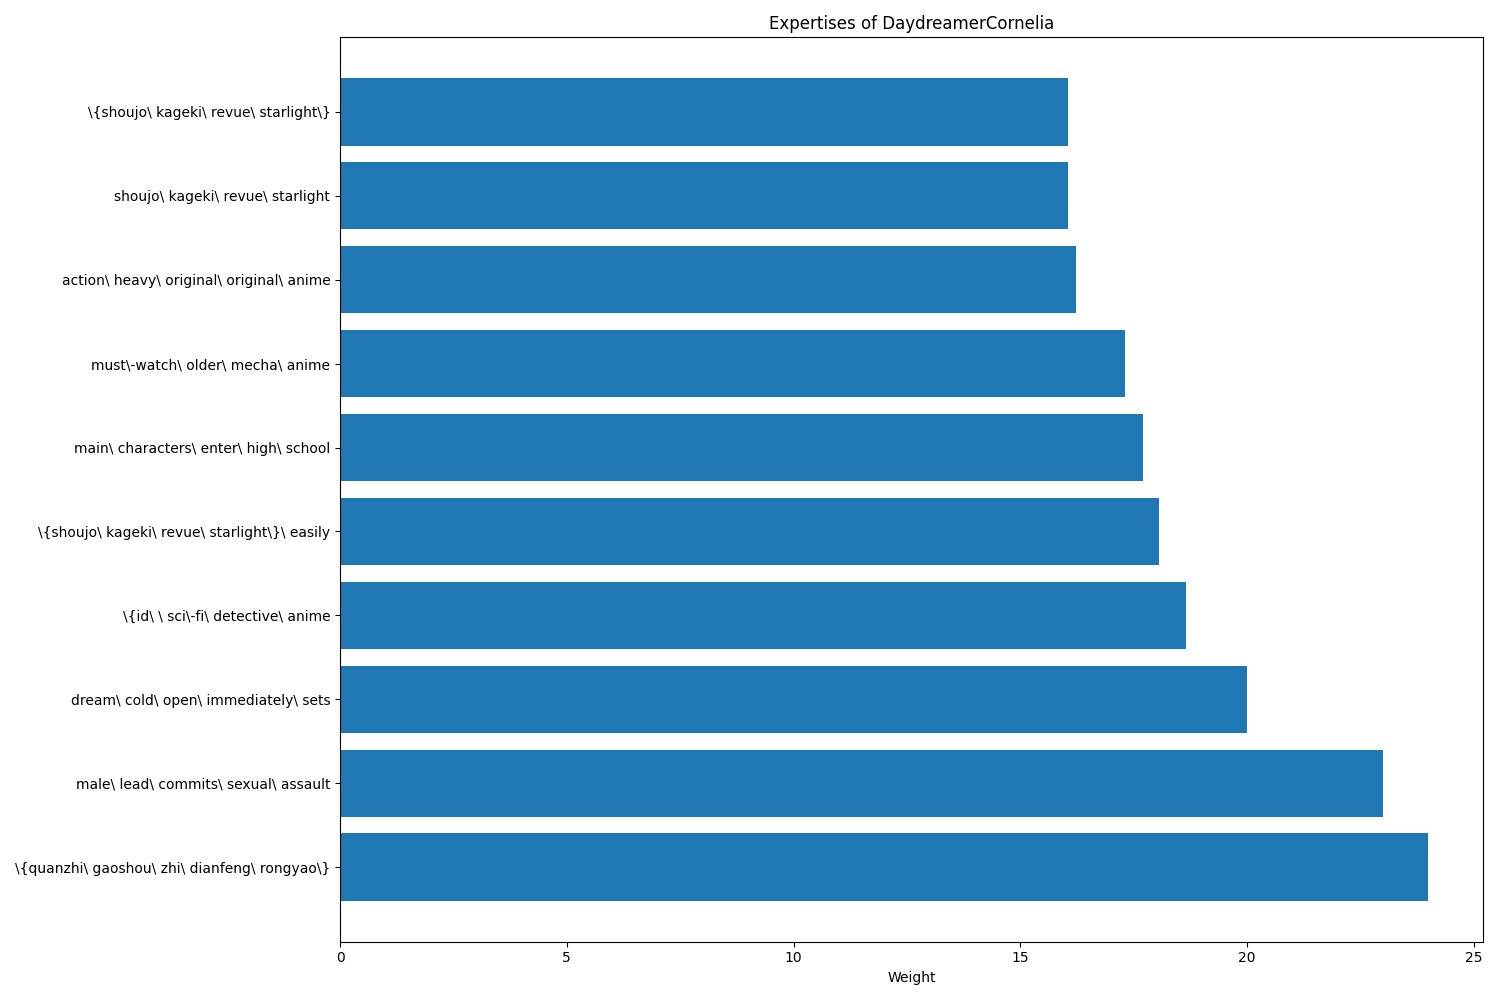 Expertises of DaydreamerCornelia
\{shoujo\ kageki\ revue\ starlight\}
shoujo\ kageki\ revue\ starlight
action\ heavy\ original\ original\ anime
must\-watch\ older\ mecha\ anime
main\ characters\ enter\ high\ school
\{shoujo\ kageki\ revue\ starlight\}\ easily
\{id\ \ sci\-fi\ detective\ anime
dream\ cold\ open\ immediately\ sets
male\ lead\ commits\ sexual\ assault
\{quanzhi\ gaoshou\ zhi\ dianfeng\ rongyao\}
0 5 10 15 20 25
Weight